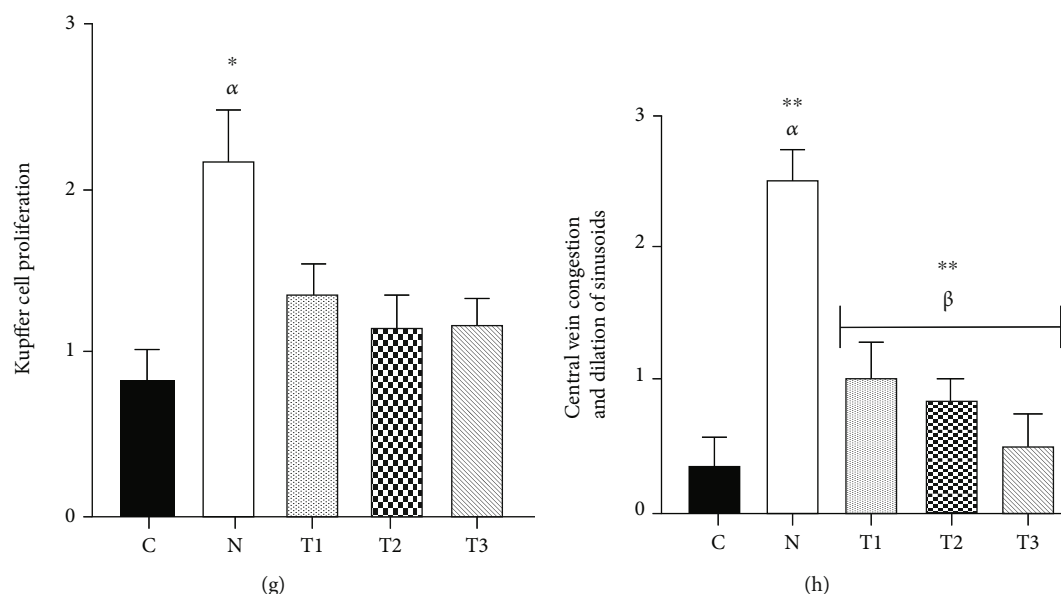 3
*
α
2
1
0
Kupffer cell proliferation
C N T1 T2 T3
(g)
3
**
α
2
**
β
1
0
Central vein congestion
and dilation of sinusoids
C N T1 T2 T3
(h)